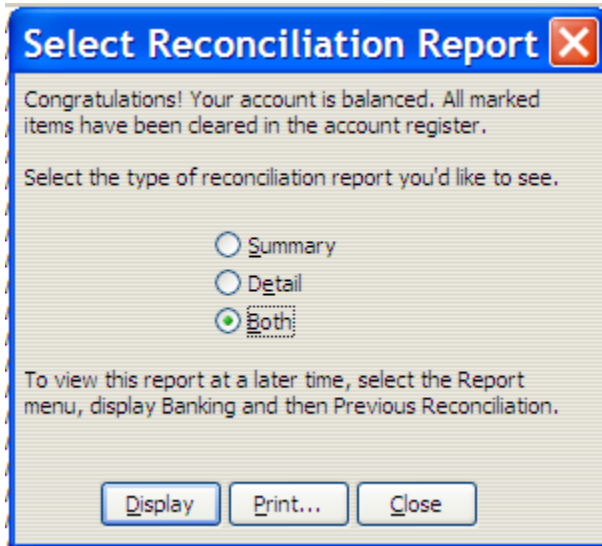 Select Reconciliation Report
Congratulations! Your account is balanced. All marked
items have been cleared in the account register.
Select the type of reconciliation report you'd like to see.
Summary
Detail
Both
To view this report at a later time, select the Report
menu, display Banking and then Previous Reconciliation.
Display Print... Close